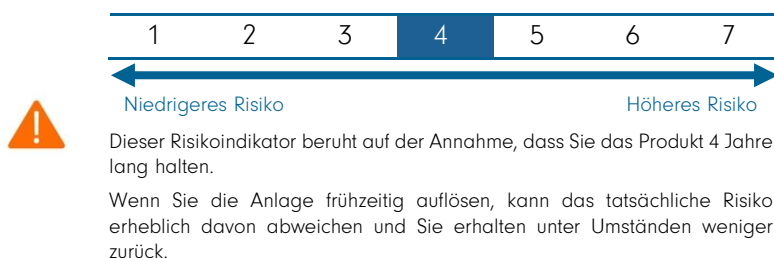 1 2 3 4 5 6 7
Niedrigeres Risiko Höheres Risiko
Dieser Risikoindikator beruht auf der Annahme, dass Sie das Produkt 4 Jahre
lang halten.
Wenn Sie die Anlage frühzeitig auflösen, kann das tatsächliche Risiko
erheblich davon abweichen und Sie erhalten unter Umständen weniger
zurück.